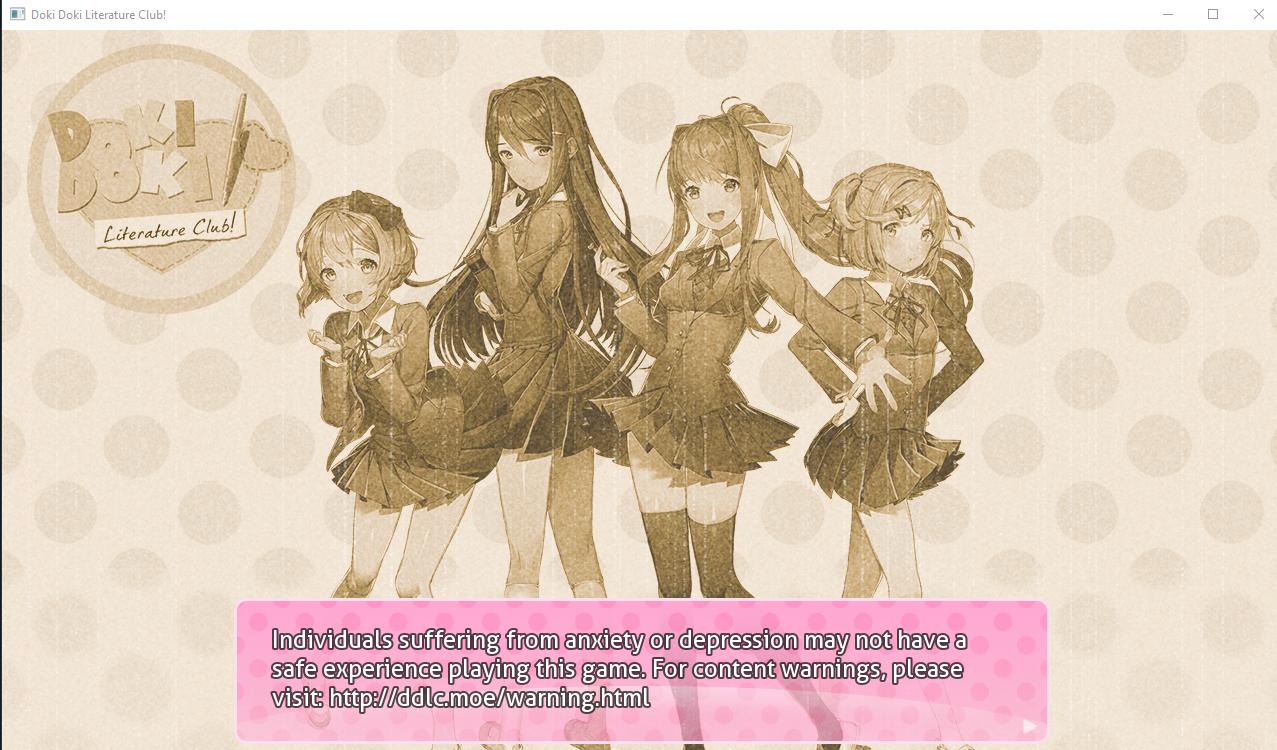 Doki Doki Literature Club!
DOKI
DOKI
Literature Club!
Individuals suffering from anxiety or depression may not have a
safe experience playing this game. For content warnings, please
visit: http://ddlc.moe/warning.html